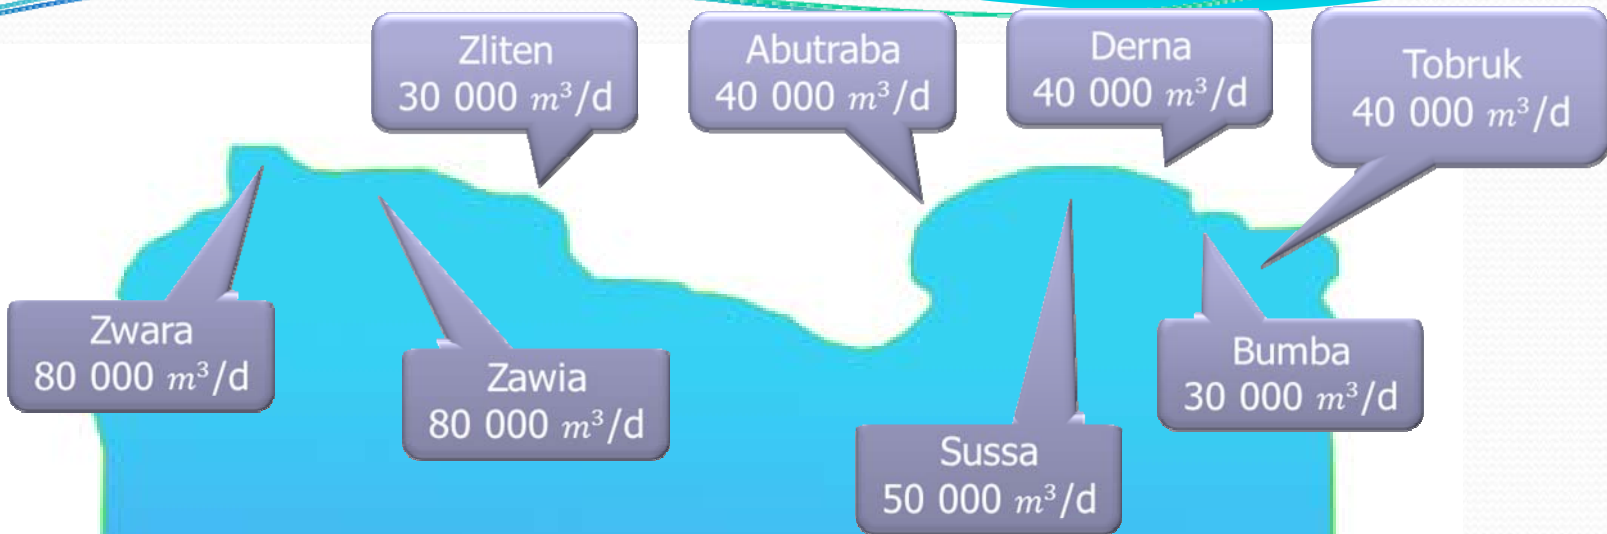 Zliten
30 000 m³/d
Abutraba
40 000 m³/d
Derna
40 000 m³/d
Tobruk
40 000 m³/d
Zwara
80 000 m³/d
Zawia
80 000 m³/d
Sussa
50 000 m³/d
Bumba
30 000 m³/d